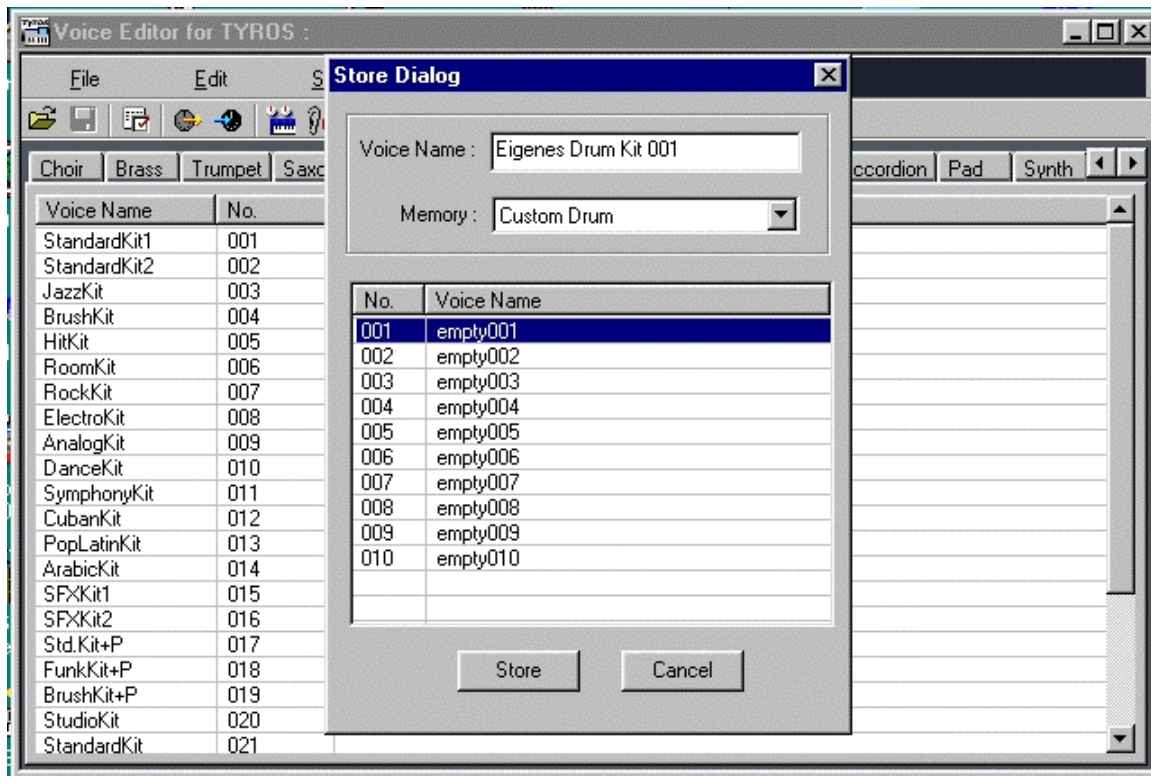 Voice Editor for TYROS :
File Edit S
Store Dialog
Voice Name : Eigenes Drum Kit 001
Memory : Custom Drum
Choir Brass Trumpet Saxo ccordion Pad Synth
Voice Name No.
StandardKit1 001
StandardKit2 002
JazzKit 003
BrushKit 004
HitKit 005
RoomKit 006
RockKit 007
ElectroKit 008
AnalogKit 009
DanceKit 010
SymphonyKit 011
CubanKit 012
PopLatinKit 013
ArabicKit 014
SFXKit1 015
SFXKit2 016
Std.Kit+P 017
FunkKit+P 018
BrushKit+P 019
StudioKit 020
StandardKit 021
No. Voice Name
001 empty001
002 empty002
003 empty003
004 empty004
005 empty005
006 empty006
007 empty007
008 empty008
009 empty009
010 empty010
Store Cancel